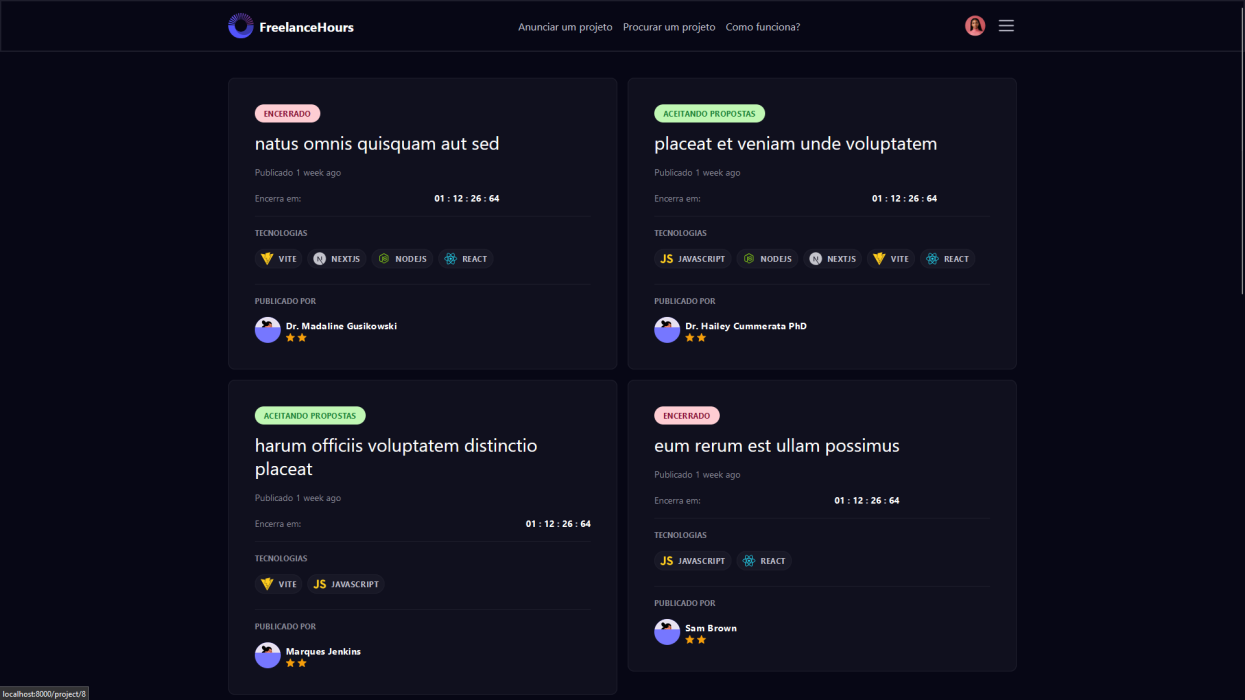 FreelanceHours
Anunciar um projeto Procurar um projeto Como funciona?
ENCERRADO
natus omnis quisquam aut sed
Publicado 1 week ago
Encerra em: 01 : 12 : 26 : 64
TECNOLOGIAS
VITE NEXTJS NODEJS REACT
PUBLICADO POR
Dr. Madaline Gusikowski
ACEITANDO PROPOSTAS
placeat et veniam unde voluptatem
Publicado 1 week ago
Encerra em: 01 : 12 : 26 : 64
TECNOLOGIAS
JS JAVASCRIPT NODEJS N NEXTJS VITE REACT
PUBLICADO POR
Dr. Hailey Cummerata PhD
ACEITANDO PROPOSTAS
harum officiis voluptatem distinctio
placeat
Publicado 1 week ago
Encerra em: 01 : 12 : 26 : 64
TECNOLOGIAS
VITE JS JAVASCRIPT
PUBLICADO POR
Marques Jenkins
ENCERRADO
eum rerum est ullam possimus
Publicado 1 week ago
Encerra em: 01 : 12 : 26 : 64
TECNOLOGIAS
JS JAVASCRIPT REACT
PUBLICADO POR
Sam Brown
localhost:8000/project/8